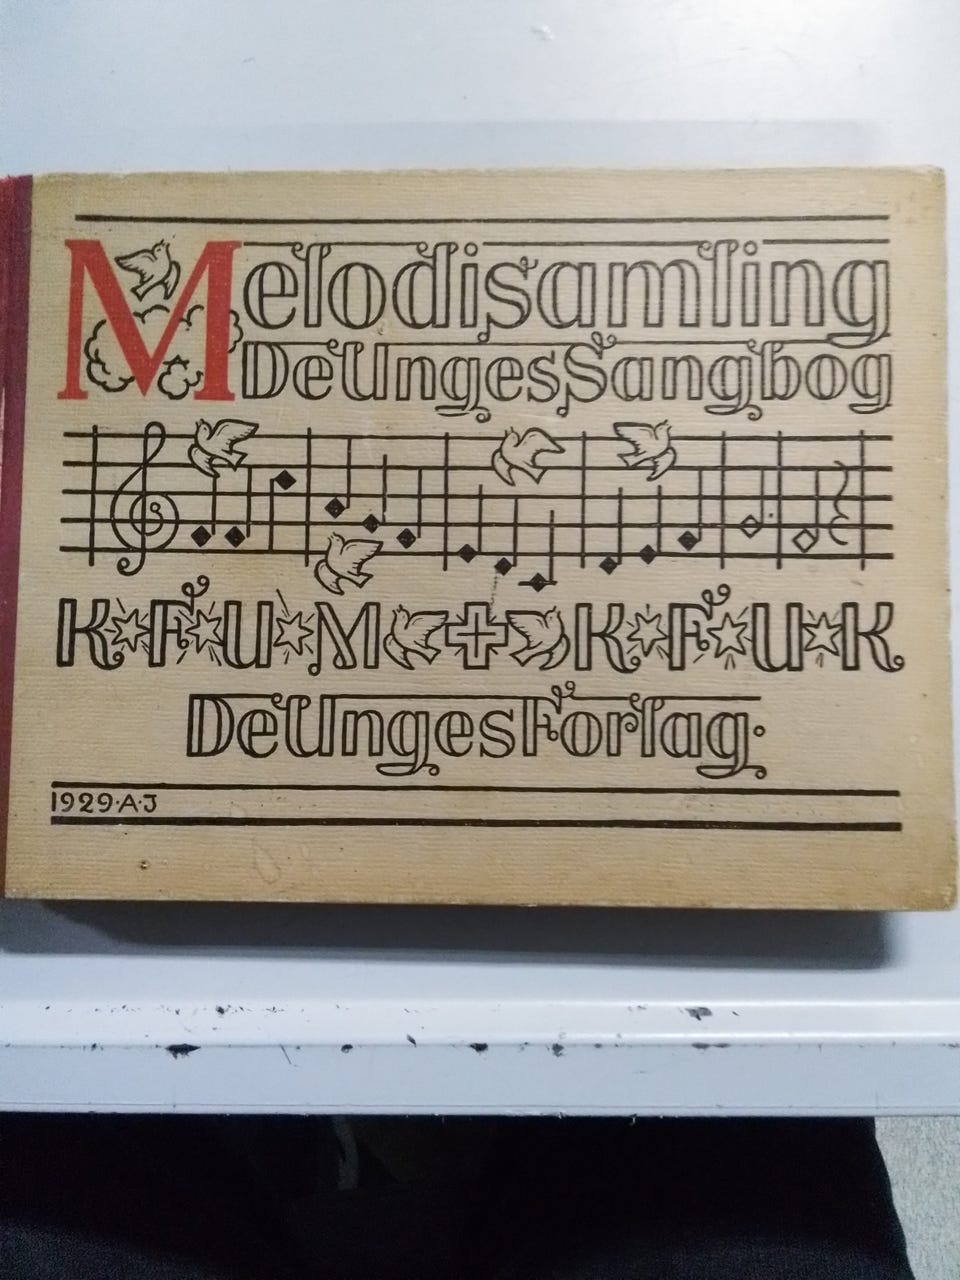 Melodisamling
De Unges Sangbog
K·F·U·M + K·F·U·K
De Unges Forlag.
1929·A·J